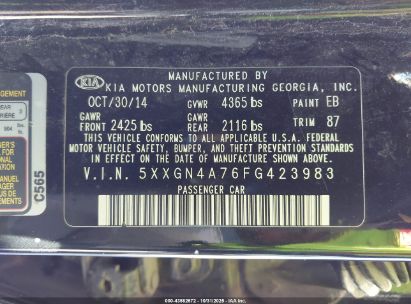 MANUFACTURED BY
KIA
KIA MOTORS MANUFACTURING GEORGIA, INC.
OCT/30/14 GVWR 4365 lbs PAINT EB
GAWR GAWR
FRONT 2425 lbs REAR 2116 lbs TRIM 87
THIS VEHICLE CONFORMS TO ALL APPLICABLE U.S.A. FEDERAL
MOTOR VEHICLE SAFETY, BUMPER, AND THEFT PREVENTION STANDARDS
IN EFFECT ON THE DATE OF MANUFACTURE SHOWN ABOVE.
V.I.N. 5XXGN4A76FG423983
PASSENGER CAR
C565